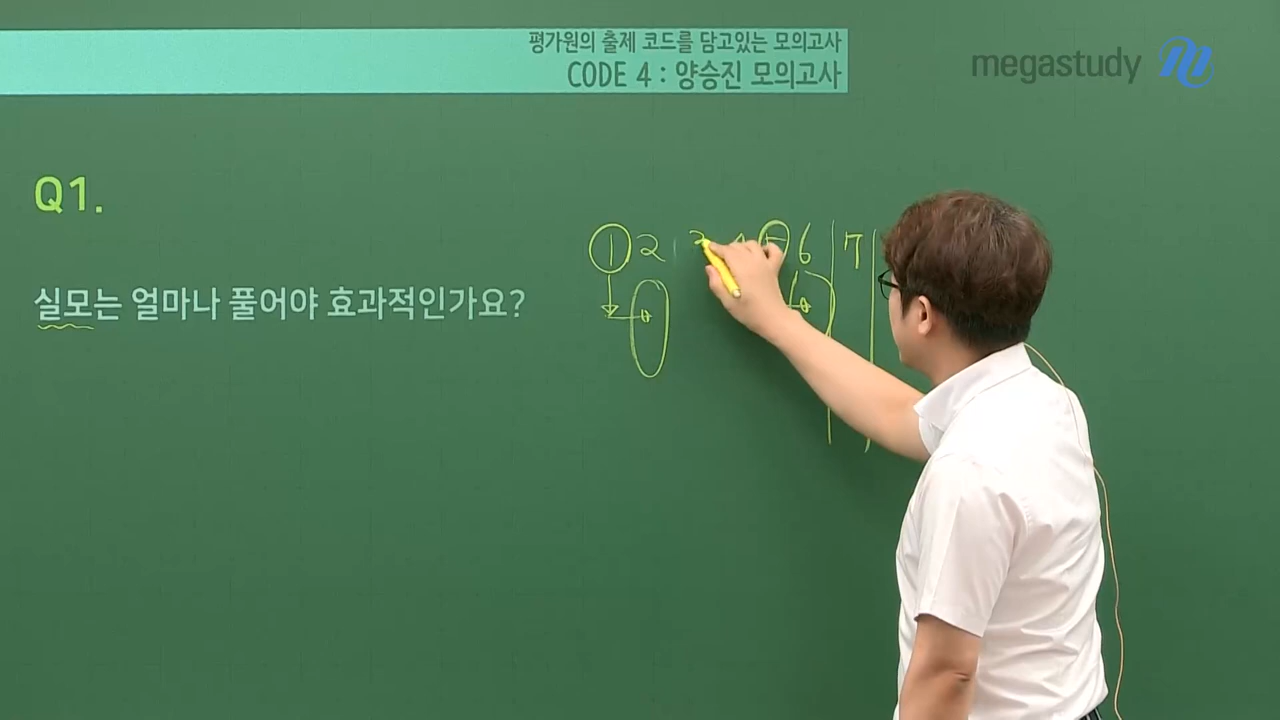 평가원의 출제 코드를 담고있는 모의고사
CODE 4 : 양승진 모의고사
megastudy
Q1.
실모는 얼마나 풀어야 효과적인가요?
1 2 3 6 7